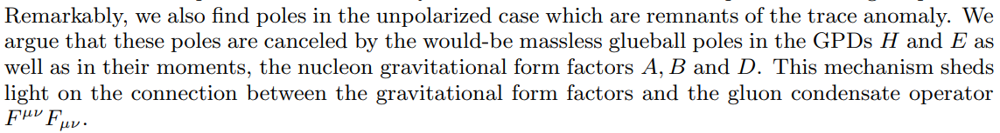 Remarkably, we also find poles in the unpolarized case which are remnants of the trace anomaly. We
argue that these poles are canceled by the would-be massless glueball poles in the GPDs H and E as
well as in their moments, the nucleon gravitational form factors A, B and D. This mechanism sheds
light on the connection between the gravitational form factors and the gluon condensate operator
F^{μν}F_{μν}.